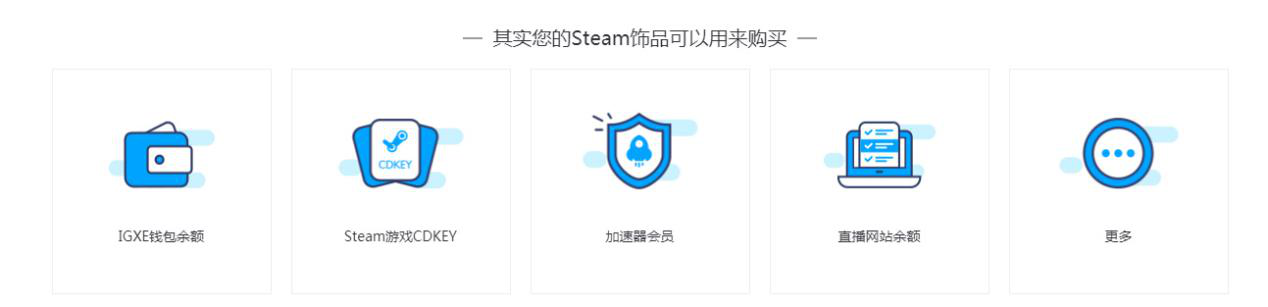 — 其实您的Steam饰品可以用来购买 —
CDKEY
IGXE钱包余额
Steam游戏CDKEY
加速器会员
直播网站余额
更多